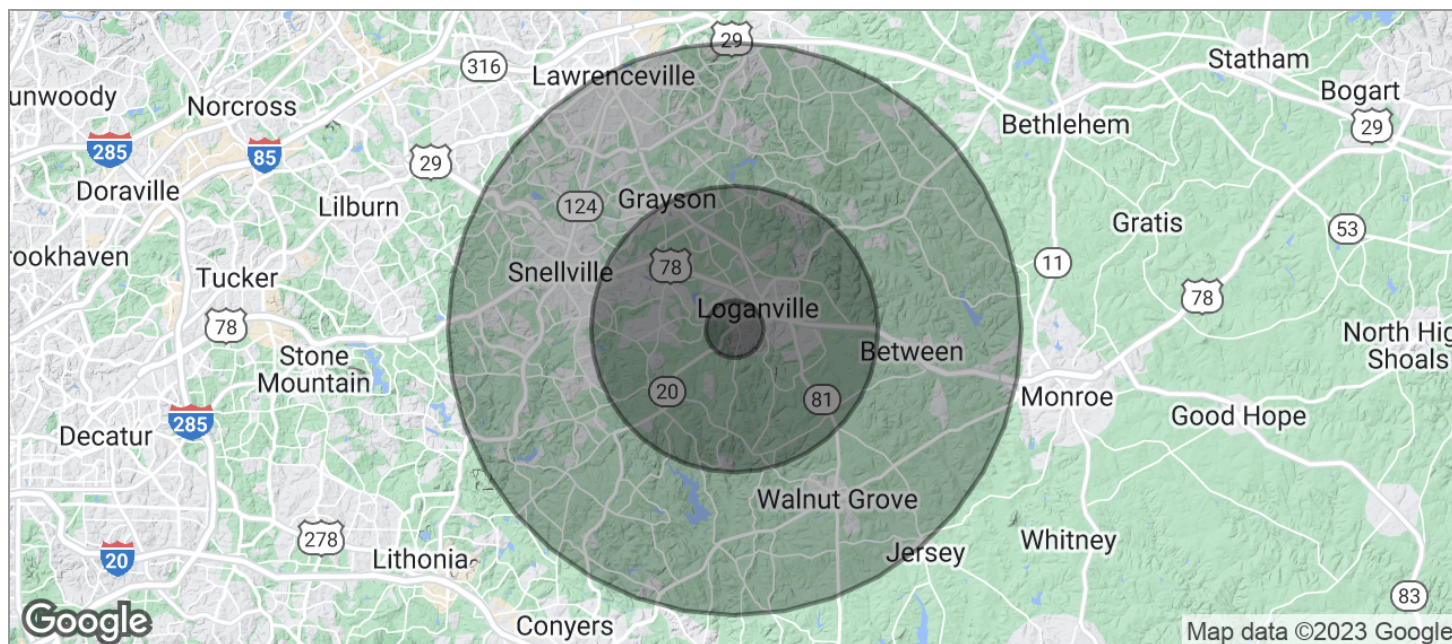 29
316
Lawrenceville
Statham
unwoody
Norcross
Bogart
Bethlehem
29
285
85
29
Doraville
Lilburn
124
Grayson
Gratis
53
rookhaven
Tucker
Snellville
78
11
78
78
Loganville
North Hig
Shoals
Stone
Mountain
Between
20
81
Monroe
Good Hope
285
Decatur
Walnut Grove
278
20
Lithonia
Jersey
Whitney
83
Google
Conyers
Map data ©2023 Google